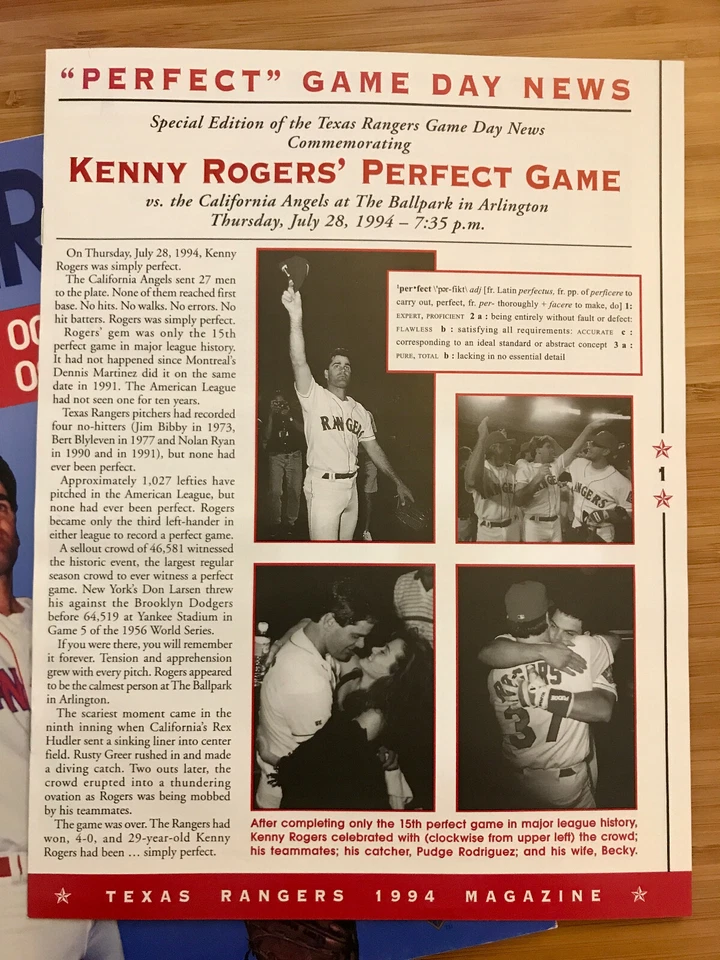 “PERFECT” GAME DAY NEWS
Special Edition of the Texas Rangers Game Day News
Commemorating
KENNY ROGERS’ PERFECT GAME
vs. the California Angels at The Ballpark in Arlington
Thursday, July 28, 1994 – 7:35 p.m.
On Thursday, July 28, 1994, Kenny
Rogers was simply perfect.
The California Angels sent 27 men
to the plate. None of them reached first
base. No hits. No walks. No errors. No
hit batters. Rogers was simply perfect.
Rogers’ gem was only the 15th
perfect game in major league history.
It had not happened since Montreal’s
Dennis Martinez did it on the same
date in 1991. The American League
had not seen one for ten years.
Texas Rangers pitchers had recorded
four no-hitters (Jim Bibby in 1973,
Bert Blyleven in 1977 and Nolan Ryan
in 1990 and in 1991), but none had
ever been perfect.
Approximately 1,027 lefties have
pitched in the American League, but
none had ever been perfect. Rogers
became only the third left-hander in
either league to record a perfect game.
A sellout crowd of 46,581 witnessed
the historic event, the largest regular
season crowd to ever witness a perfect
game. New York’s Don Larsen threw
his against the Brooklyn Dodgers
before 64,519 at Yankee Stadium in
Game 5 of the 1956 World Series.
If you were there, you will remember
it forever. Tension and apprehension
grew with every pitch. Rogers appeared
to be the calmest person at The Ballpark
in Arlington.
The scariest moment came in the
ninth inning when California’s Rex
Hudler sent a sinking liner into center
field. Rusty Greer rushed in and made
a diving catch. Two outs later, the
crowd erupted into a thundering
ovation as Rogers was being mobbed
by his teammates.
The game was over. The Rangers had
won, 4-0, and 29-year-old Kenny
Rogers had been … simply perfect.
¹per•fect \ˈpər-fikt\ adj [fr. Latin perfectus, fr. pp. of perficere to
carry out, perfect, fr. per- thoroughly + facere to make, do] 1:
EXPERT, PROFICIENT 2 a : being entirely without fault or defect:
FLAWLESS b : satisfying all requirements: ACCURATE c :
corresponding to an ideal standard or abstract concept 3 a :
PURE, TOTAL b : lacking in no essential detail
RANGERS
RANGERS
ROGERS
37
After completing only the 15th perfect game in major league history,
Kenny Rogers celebrated with (clockwise from upper left) the crowd;
his teammates; his catcher, Pudge Rodriguez; and his wife, Becky.
1
TEXAS RANGERS 1994 MAGAZINE